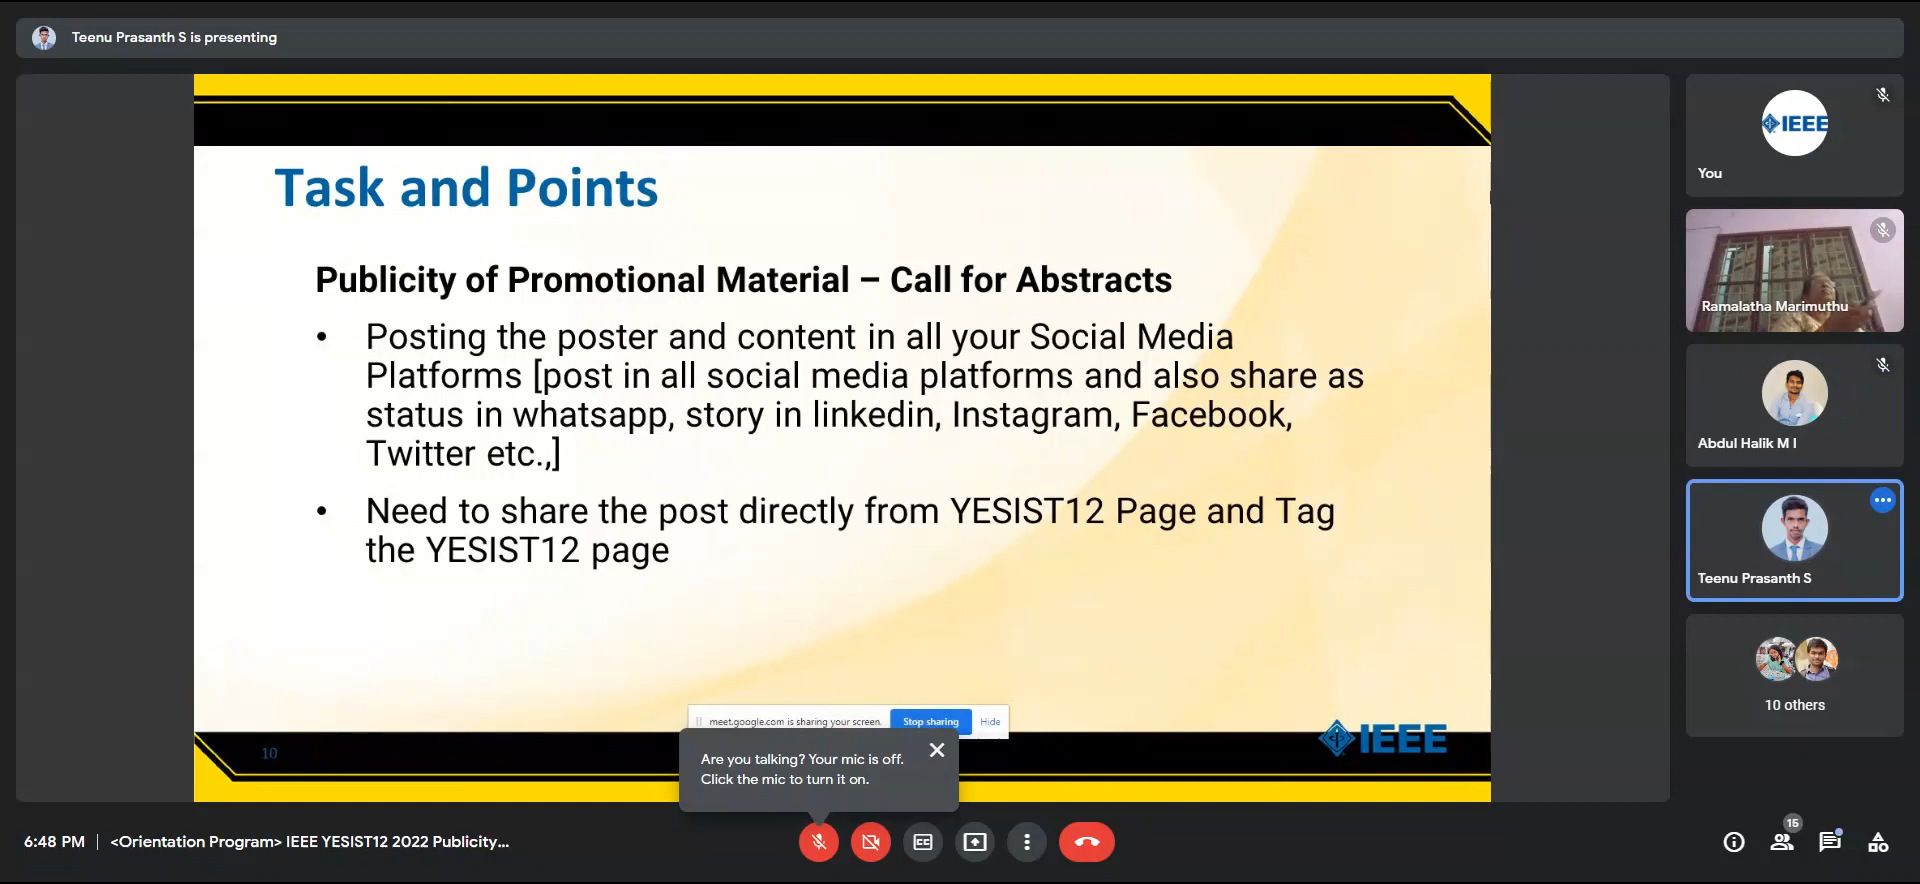 Teenu Prasanth S is presenting
Task and Points
Publicity of Promotional Material – Call for Abstracts
• Posting the poster and content in all your Social Media
Platforms [post in all social media platforms and also share as
status in whatsapp, story in linkedin, Instagram, Facebook,
Twitter etc.,]
• Need to share the post directly from YESIST12 Page and Tag
the YESIST12 page
meet.google.com is sharing your screen. Stop sharing Hide
10
IEEE
Are you talking? Your mic is off.
Click the mic to turn it on.
IEEE
You
Ramalatha Marimuthu
Abdul Halik M I
Teenu Prasanth S
10 others
6:48 PM | <Orientation Program> IEEE YESIST12 2022 Publicity...
15